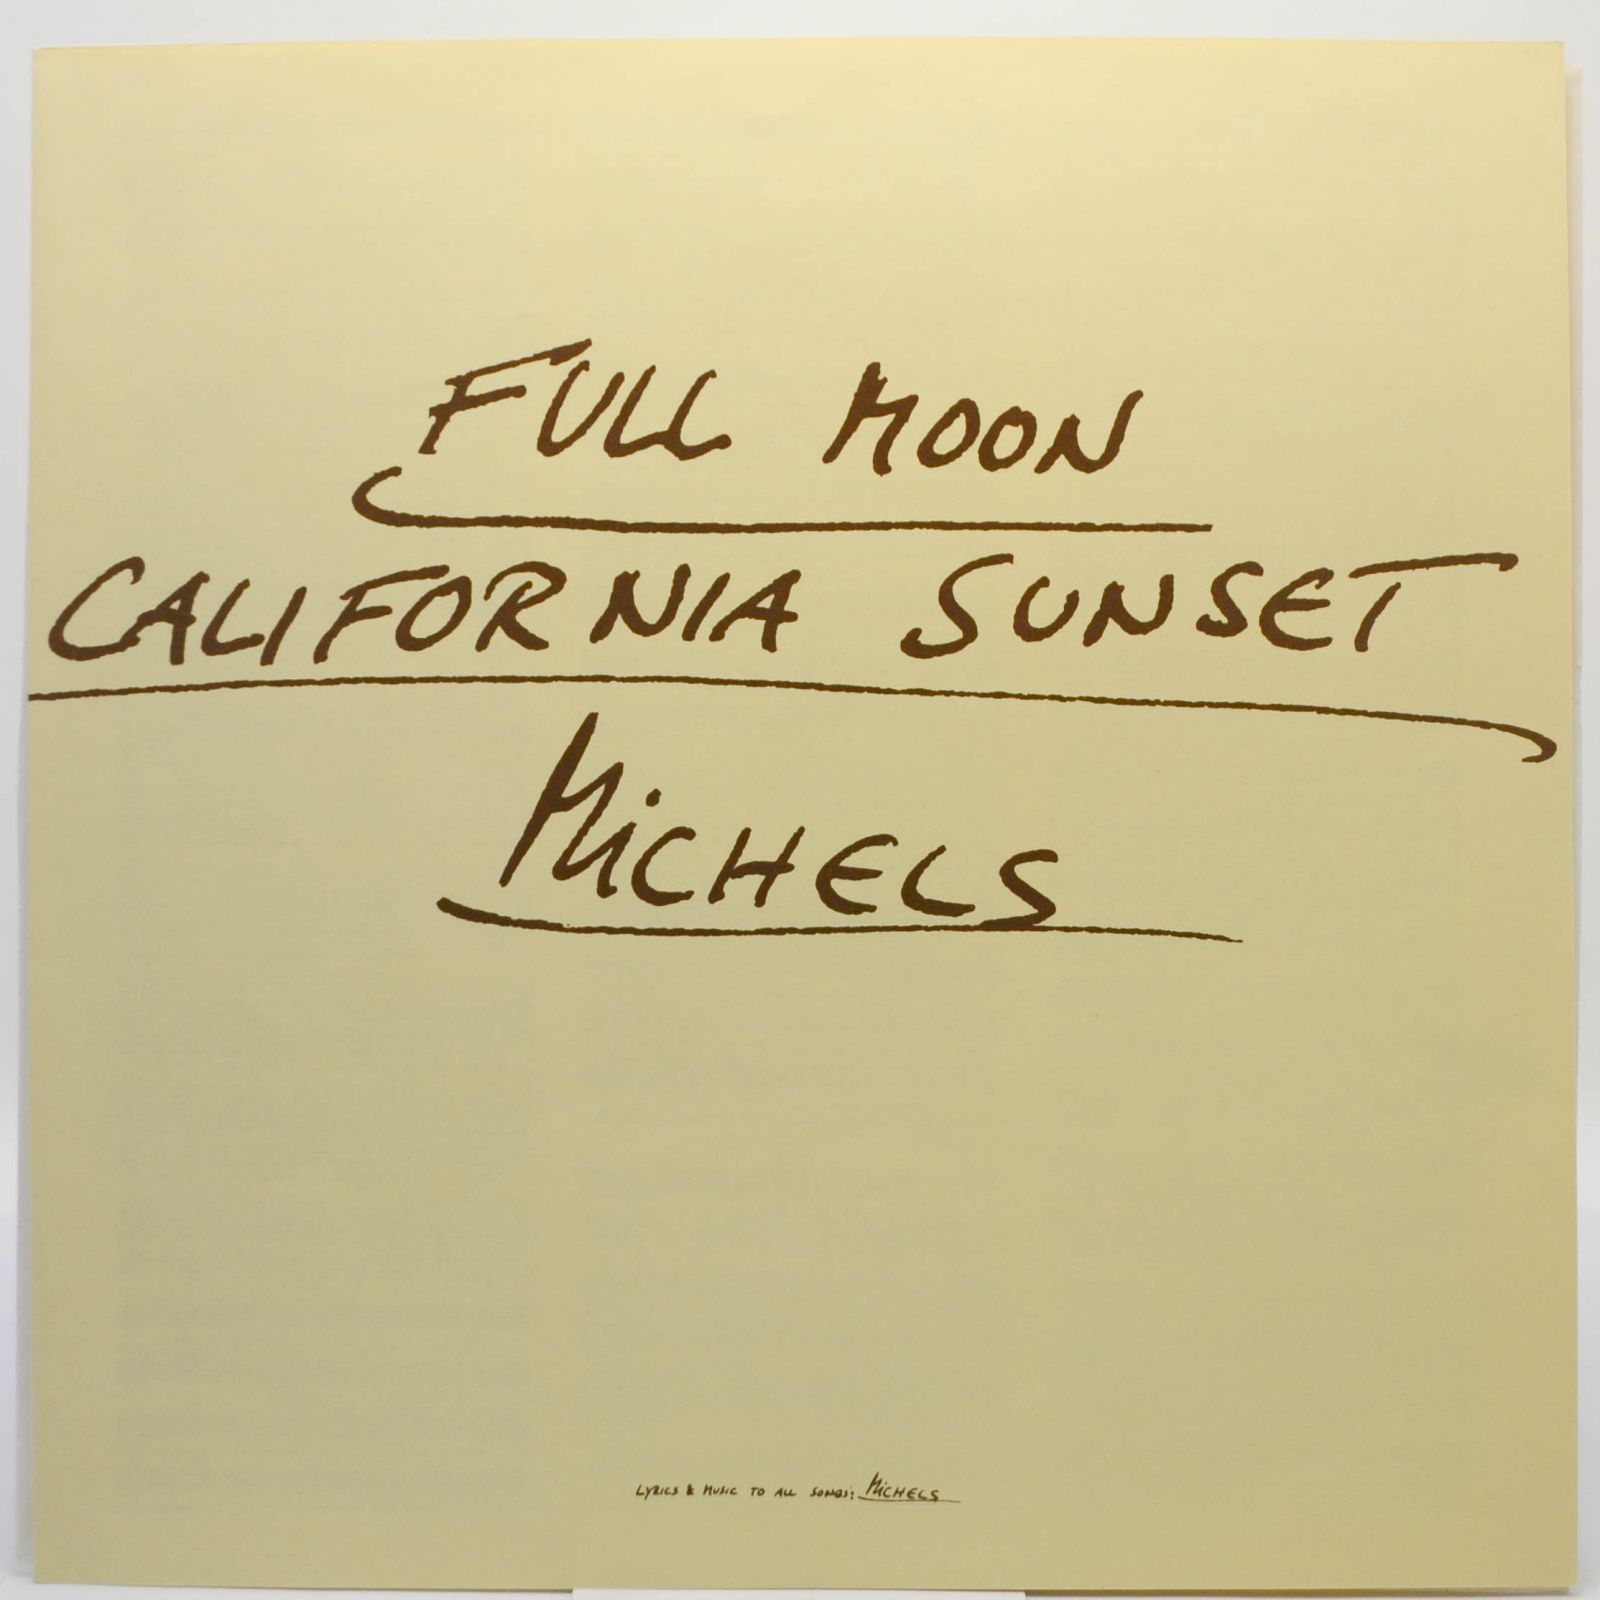 FULL MOON
CALIFORNIA SUNSET
MiCHELS
LYRICS & MUSIC TO ALL SONGS: MiCHELS